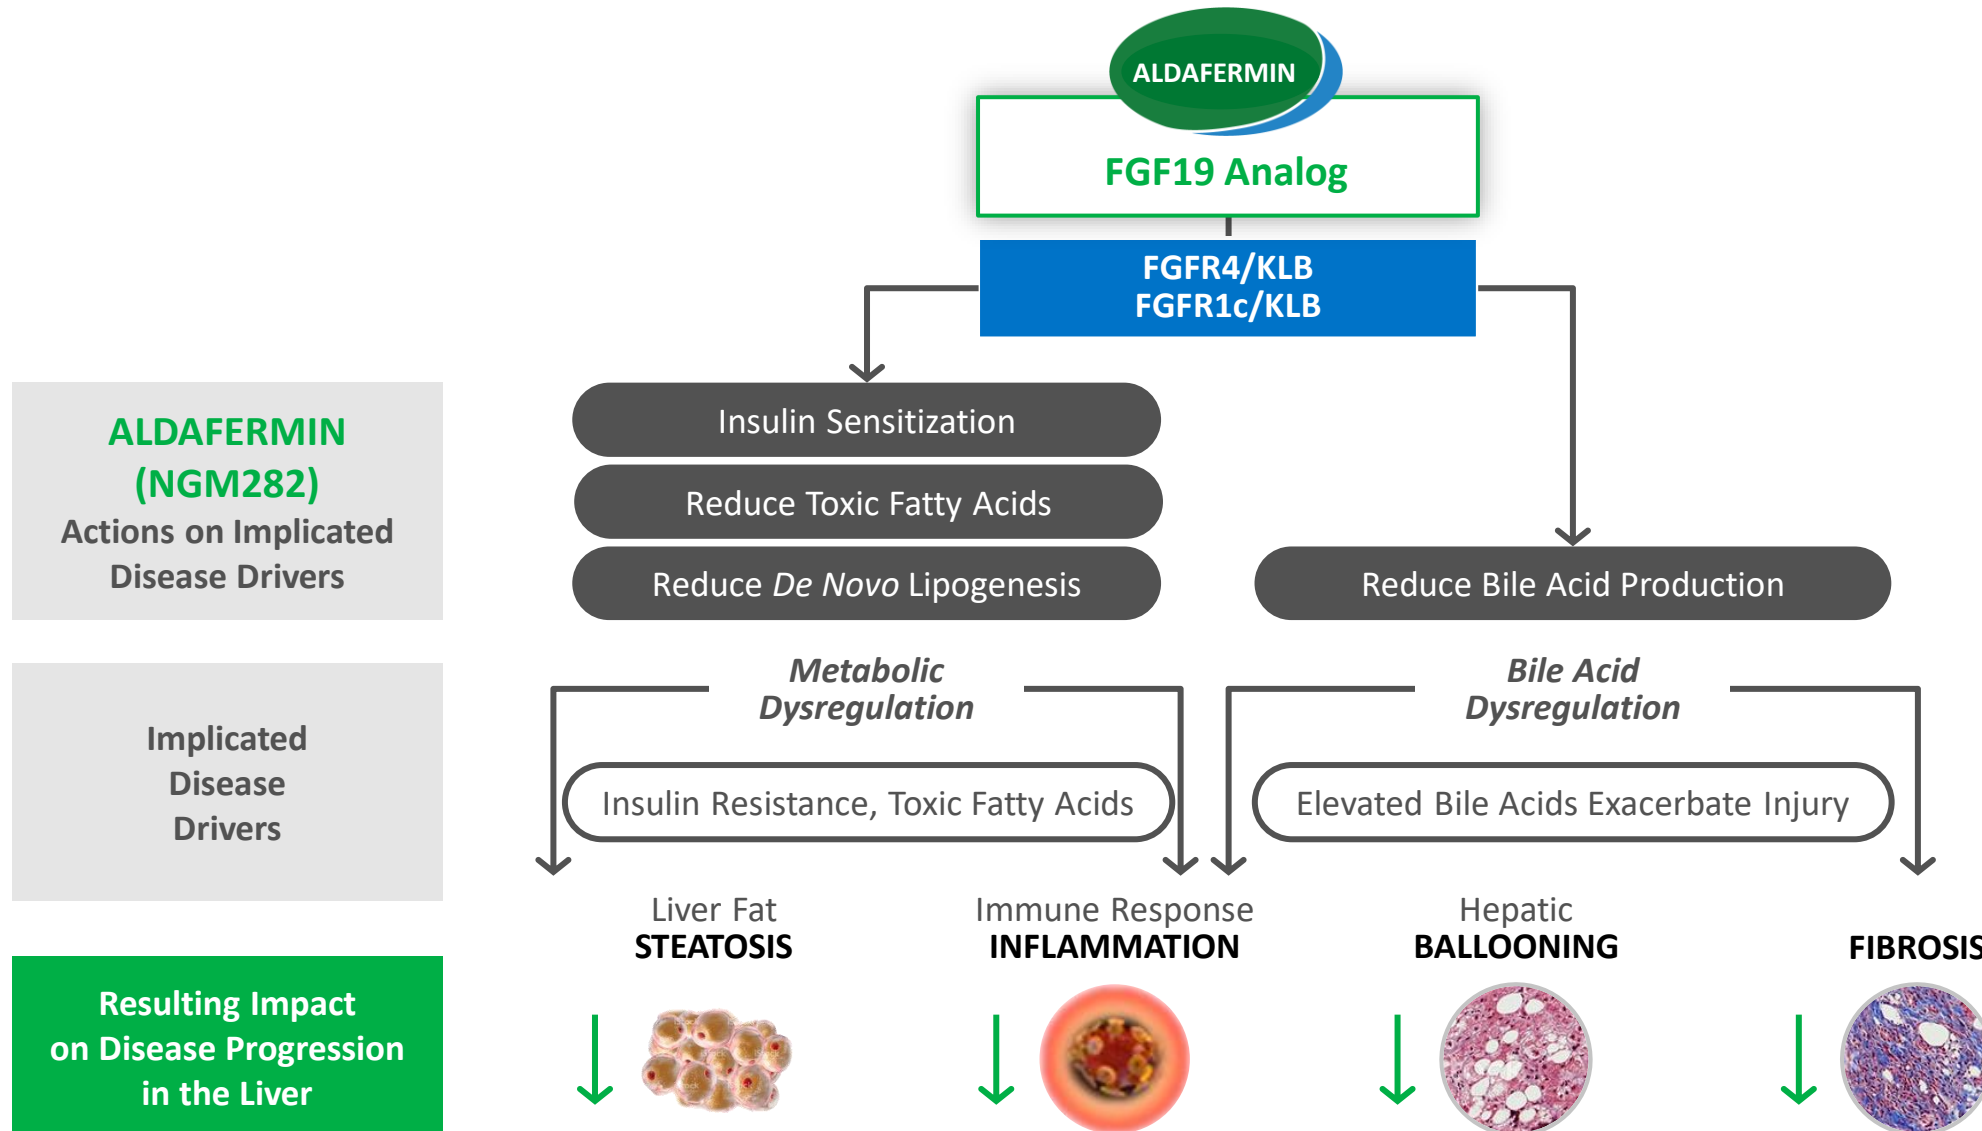 ALDAFERMIN
FGF19 Analog
FGFR4/KLB
FGFR1c/KLB
ALDAFERMIN
(NGM282)
Actions on Implicated
Disease Drivers
Insulin Sensitization
Reduce Toxic Fatty Acids
Reduce De Novo Lipogenesis
Reduce Bile Acid Production
Implicated
Disease
Drivers
Metabolic
Dysregulation
Bile Acid
Dysregulation
Insulin Resistance, Toxic Fatty Acids
Elevated Bile Acids Exacerbate Injury
Liver Fat
STEATOSIS
Immune Response
INFLAMMATION
Hepatic
BALLOONING
FIBROSIS
Resulting Impact
on Disease Progression
in the Liver